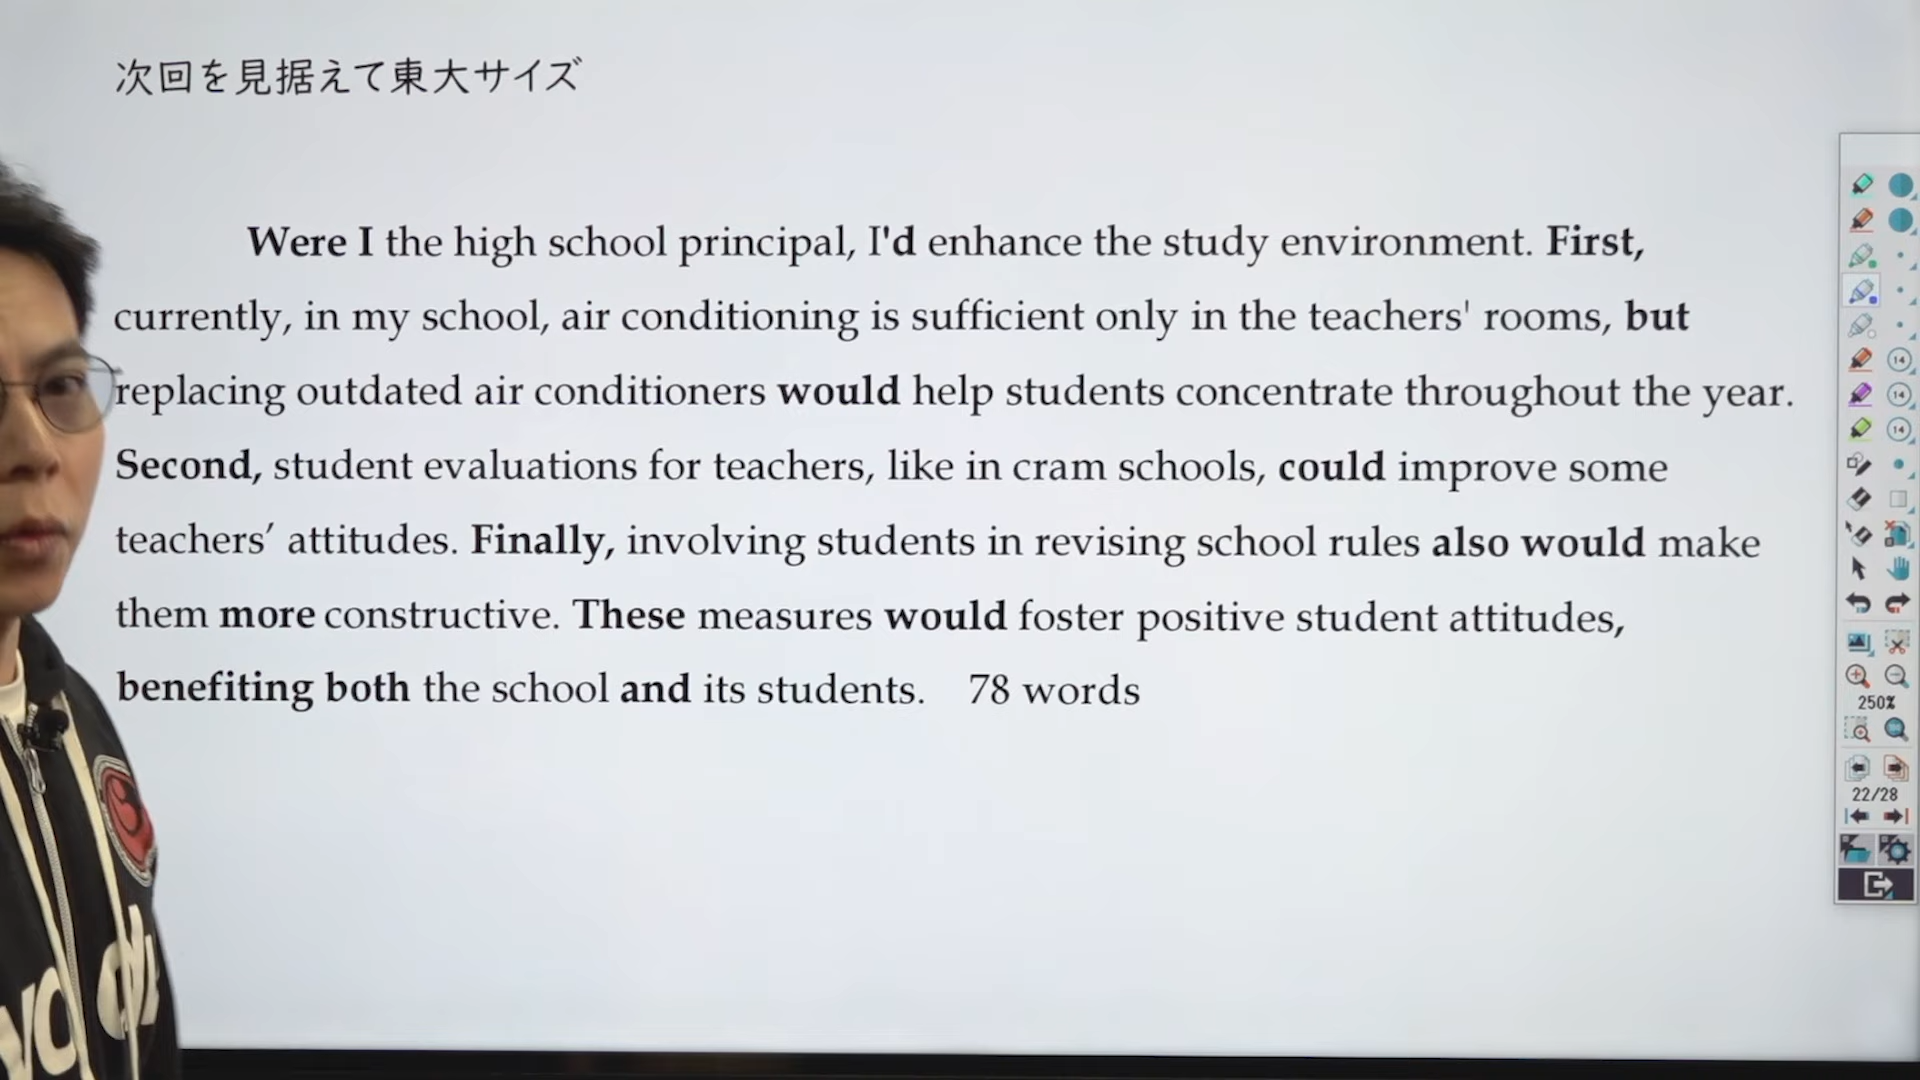 次回を見据えて東大サイズ
Were I the high school principal, I'd enhance the study environment. First,
currently, in my school, air conditioning is sufficient only in the teachers' rooms, but
replacing outdated air conditioners would help students concentrate throughout the year.
Second, student evaluations for teachers, like in cram schools, could improve some
teachers’ attitudes. Finally, involving students in revising school rules also would make
them more constructive. These measures would foster positive student attitudes,
benefiting both the school and its students. 78 words
14
14
14
250%
22/28